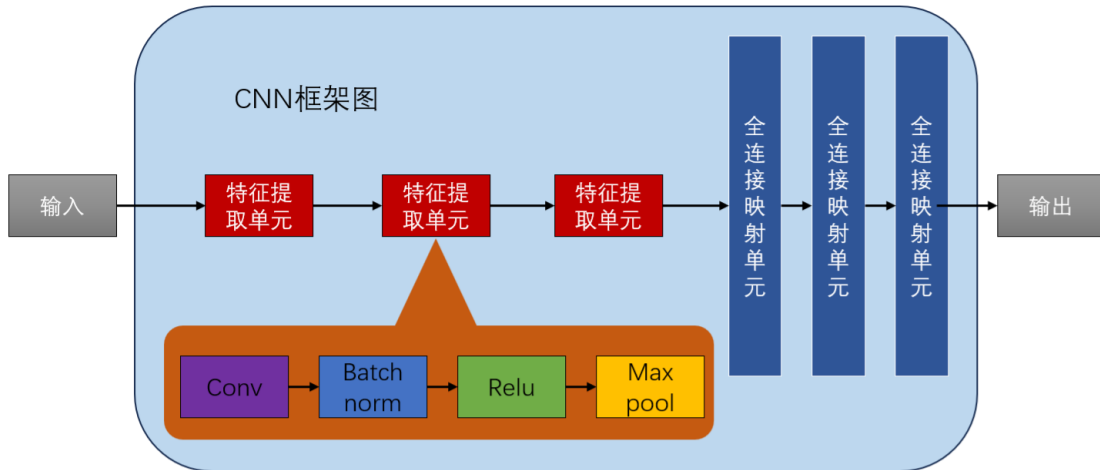 CNN框架图
输入
特征提
取单元
特征提
取单元
特征提
取单元
全连接映射单元
全连接映射单元
全连接映射单元
输出
Conv
Batch
norm
Relu
Max
pool